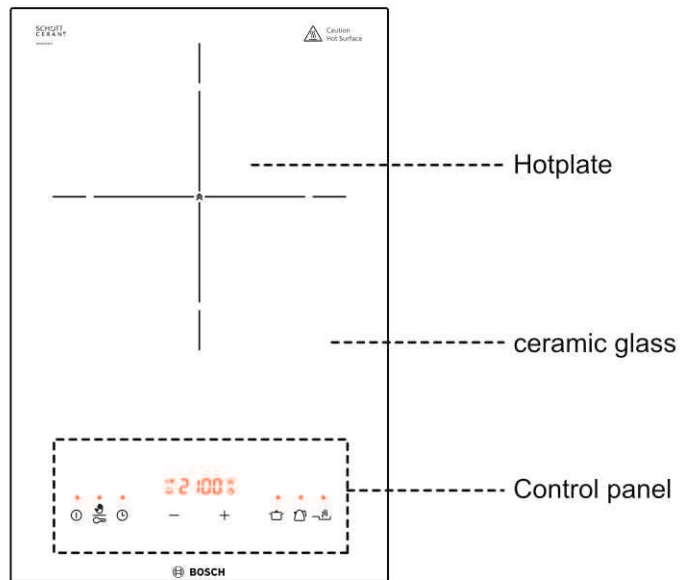 SCHOTT
CERAN®
Caution
Hot Surface
Hotplate
ceramic glass
2100
Control panel
BOSCH